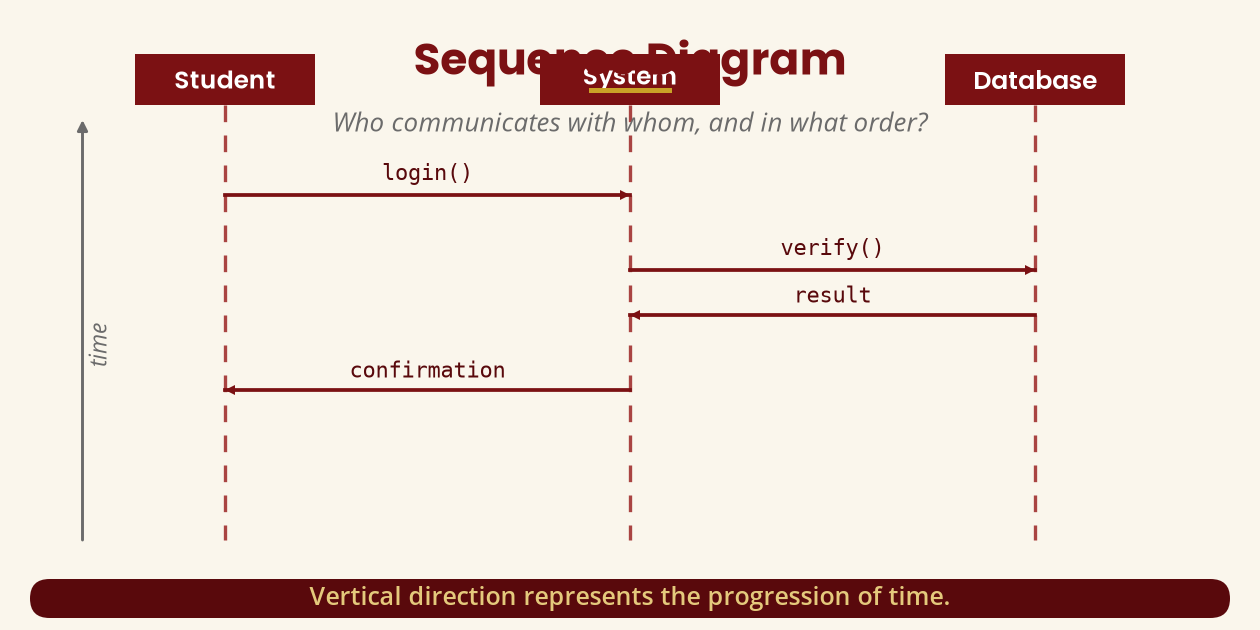 Sequence Diagram
Student
System
Database
Who communicates with whom, and in what order?
login()
verify()
result
time
confirmation
Vertical direction represents the progression of time.